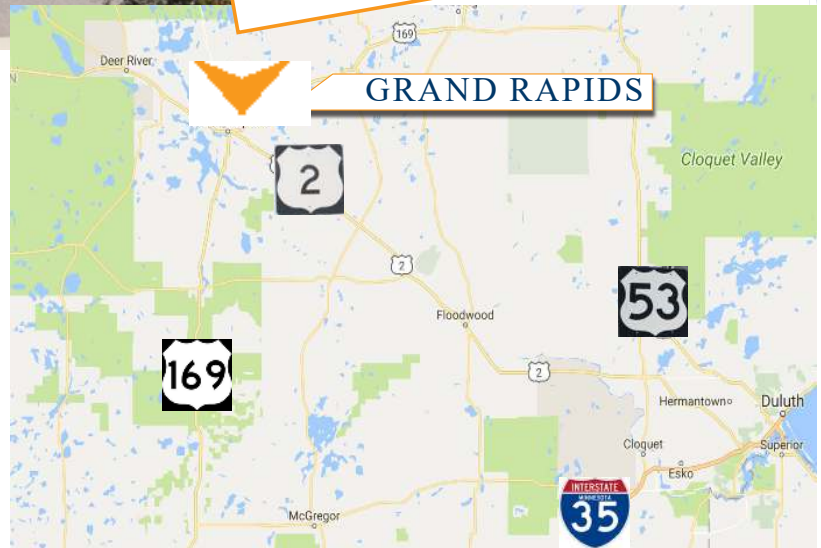 169
Deer River
GRAND RAPIDS
Cloquet Valley
2
2
53
Floodwood
169
2
Hermantown
Duluth
Cloquet
Superior
Esko
INTERSTATE
MINNESOTA
35
McGregor